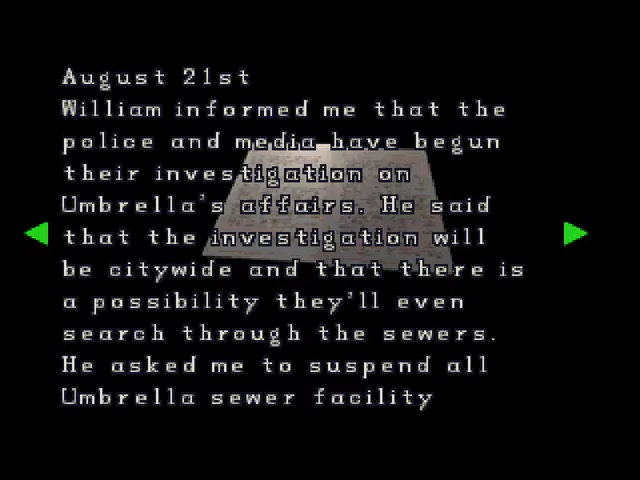 August 21st
William informed me that the
police and media have begun
their investigation on
Umbrella's affairs. He said
that the investigation will
be citywide and that there is
a possibility they'll even
search through the sewers.
He asked me to suspend all
Umbrella sewer facility